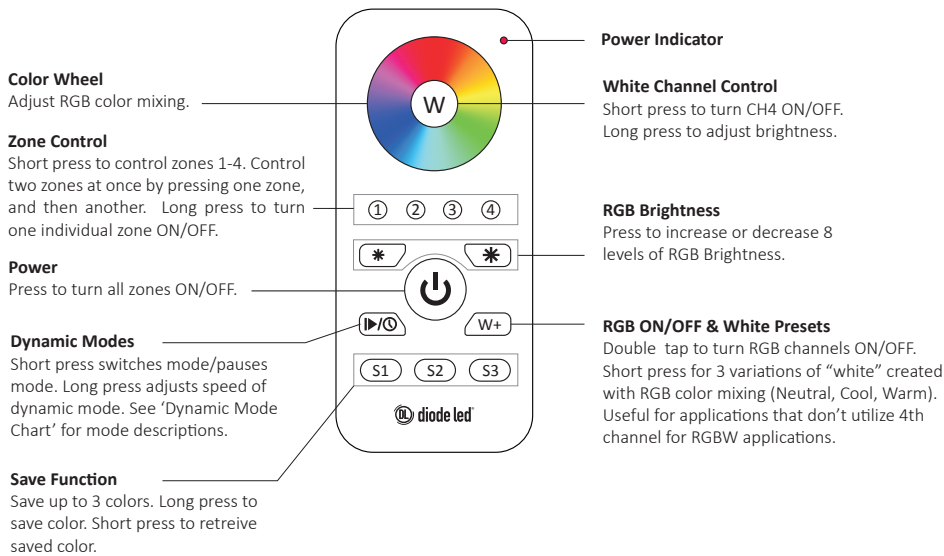 Color Wheel
Adjust RGB color mixing.
Zone Control
Short press to control zones 1-4. Control
two zones at once by pressing one zone,
and then another. Long press to turn
one individual zone ON/OFF.
Power
Press to turn all zones ON/OFF.
Dynamic Modes
Short press switches mode/pauses
mode. Long press adjusts speed of
dynamic mode. See ‘Dynamic Mode
Chart’ for mode descriptions.
Save Function
Save up to 3 colors. Long press to
save color. Short press to retreive
saved color.
W
1 2 3 4
W+
S1 S2 S3
DL diode led
Power Indicator
White Channel Control
Short press to turn CH4 ON/OFF.
Long press to adjust brightness.
RGB Brightness
Press to increase or decrease 8
levels of RGB Brightness.
RGB ON/OFF & White Presets
Double tap to turn RGB channels ON/OFF.
Short press for 3 variations of “white” created
with RGB color mixing (Neutral, Cool, Warm).
Useful for applications that don’t utilize 4th
channel for RGBW applications.